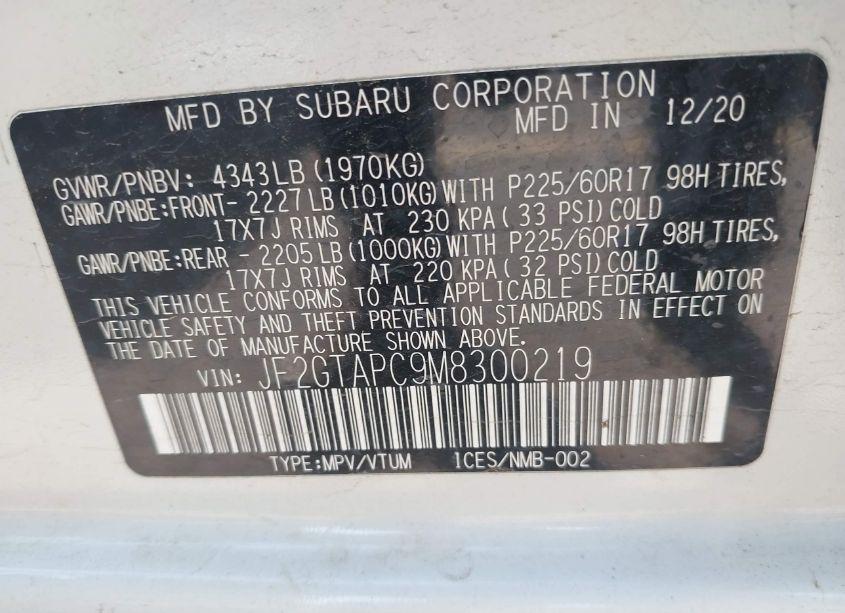 MFD BY SUBARU CORPORATION
MFD IN 12/20
GVWR/PNBV: 4343LB (1970KG)
GAWR/PNBE:FRONT- 2227 LB (1010KG) WITH P225/60R17 98H TIRES,
17X7J RIMS AT 230 KPA ( 33 PSI) COLD
GAWR/PNBE:REAR - 2205 LB (1000KG) WITH P225/60R17 98H TIRES,
17X7J RIMS AT 220 KPA ( 32 PSI) COLD
THIS VEHICLE CONFORMS TO ALL APPLICABLE FEDERAL MOTOR
VEHICLE SAFETY AND THEFT PREVENTION STANDARDS IN EFFECT ON
THE DATE OF MANUFACTURE SHOWN ABOVE.
VIN: JF2GTAPC9M8300219
TYPE:MPV/VTUM 1CES/NMB-002